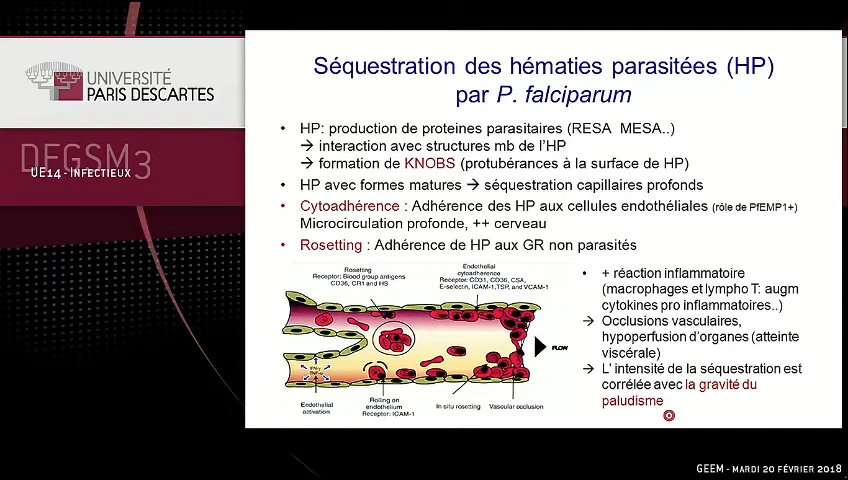 UNIVERSITÉ
PARIS DESCARTES
DFGSM3
UE14 - INFECTIEUX
Séquestration des hématies parasitées (HP)
par P. falciparum
• HP: production de proteines parasitaires (RESA MESA..)
→ interaction avec structures mb de l'HP
→ formation de KNOBS (protubérances à la surface de HP)
• HP avec formes matures → séquestration capillaires profonds
• Cytoadhérence : Adhérence des HP aux cellules endothéliales (rôle de PfEMP1+)
Microcirculation profonde, ++ cerveau
• Rosetting : Adhérence de HP aux GR non parasités
Rosetting
Receptor: Blood group antigens
CD36, CR1 and HS
Endothelial
cytoadherence
Receptor: CD31, CD36, CSA,
E-selectin, ICAM-1,TSP, and VCAM-1
FLOW
IFN-γ
TNF-α
Endothelial
activation
Rolling on
endothelium
Receptor: ICAM-1
In situ rosetting
Vascular occlusion
• + réaction inflammatoire
(macrophages et lympho T: augm
cytokines pro inflammatoires..)
→ Occlusions vasculaires,
hypoperfusion d'organes (atteinte
viscérale)
→ L' intensité de la séquestration est
corrélée avec la gravité du
paludisme
GEEM - MARDI 20 FÉVRIER 2018